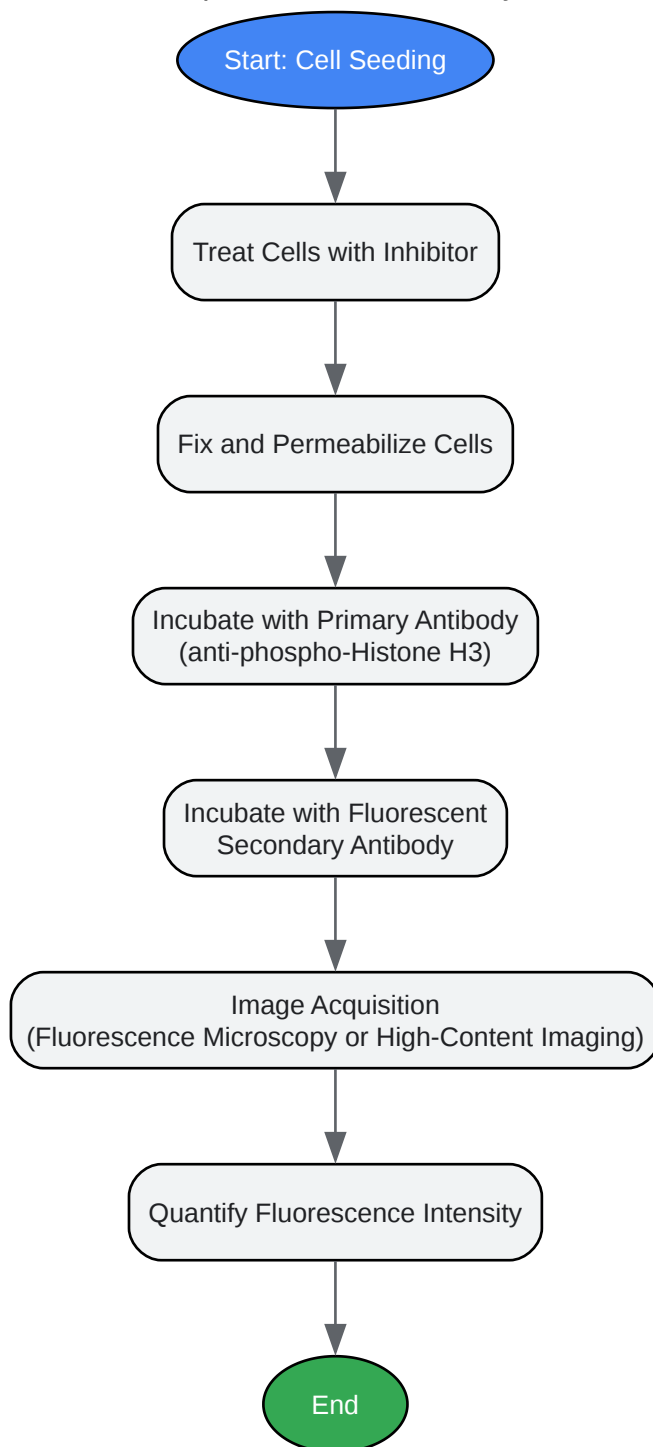 Start: Cell Seeding
Treat Cells with Inhibitor
Fix and Permeabilize Cells
Incubate with Primary Antibody
(anti-phospho-Histone H3)
Incubate with Fluorescent
Secondary Antibody
Image Acquisition
(Fluorescence Microscopy or High-Content Imaging)
Quantify Fluorescence Intensity
End